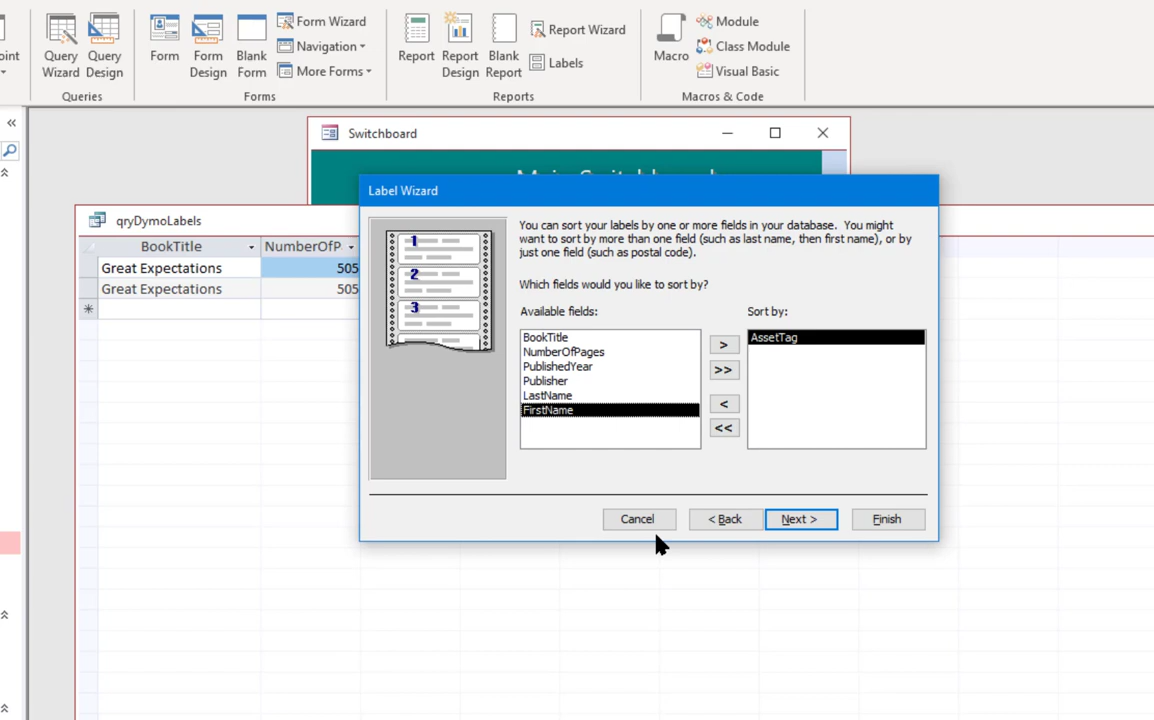 Form Wizard
Report Wizard
Module
Navigation
Class Module
Query Wizard
Query Design
Form
Form Design
Blank Form
More Forms
Report
Report Design
Blank Report
Labels
Macro
Visual Basic
Queries
Forms
Reports
Macros & Code
«
Switchboard
Label Wizard
qryDymoLabels
BookTitle
NumberOfP
Great Expectations
505
Great Expectations
505
1
2
3
You can sort your labels by one or more fields in your database. You might
want to sort by more than one field (such as last name, then first name), or by
just one field (such as postal code).
Which fields would you like to sort by?
Available fields:
Sort by:
BookTitle
NumberOfPages
PublishedYear
Publisher
LastName
FirstName
>
>>
<
<<
AssetTag
Cancel
< Back
Next >
Finish